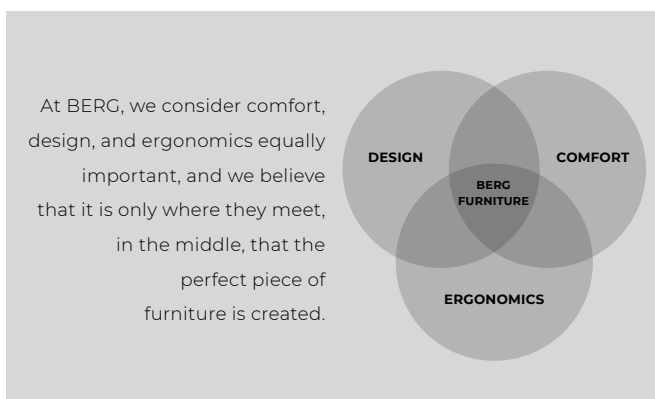 At BERG, we consider comfort,
design, and ergonomics equally
important, and we believe
that it is only where they meet,
in the middle, that the
perfect piece of
furniture is created.
DESIGN
COMFORT
BERG
FURNITURE
ERGONOMICS